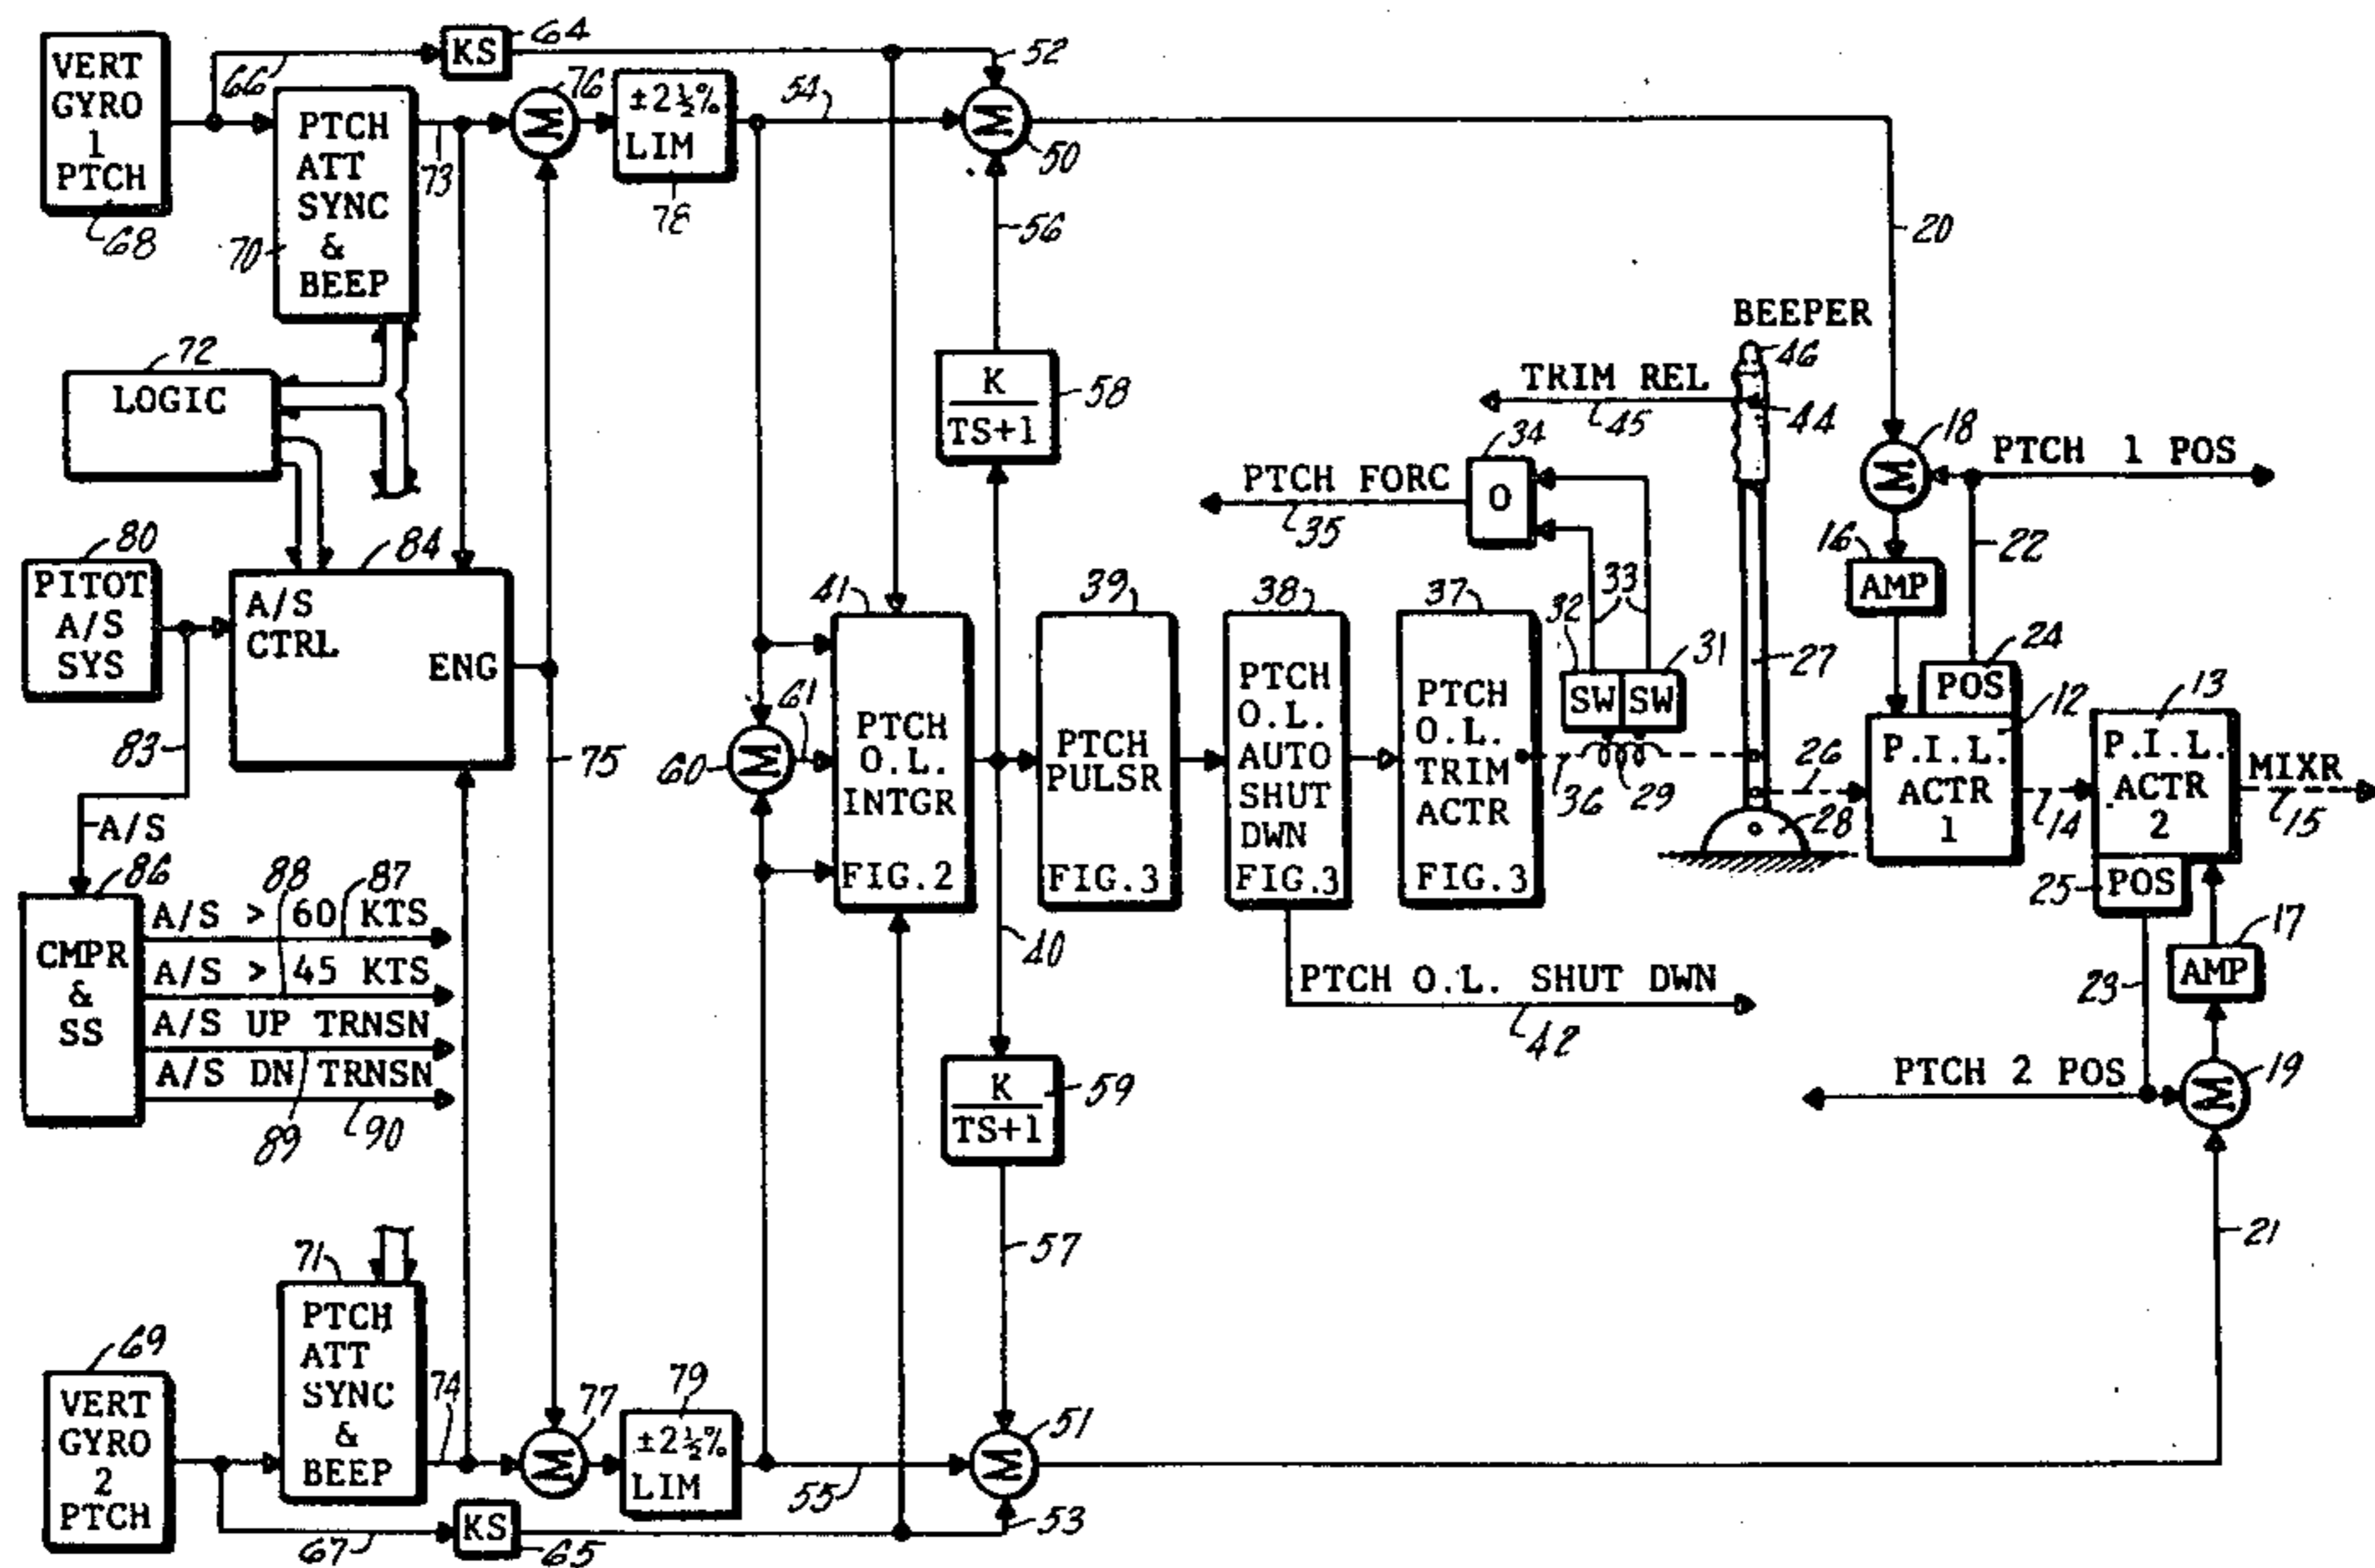 VERT
GYRO
1
PTCH
68
66
KS
64
PTCH
ATT
SYNC
&
BEEP
70
73
M
76
±2½%
LIM
78
54
52
M
50
56
K
TS+1
58
20
72
LOGIC
BEEPER
46
TRIM REL
45
44
34
O
PTCH FORC
35
33
32
SW
SW
31
27
18
M
PTCH 1 POS
22
16
AMP
24
POS
12
P.I.L.
ACTR
1
13
P.I.L.
ACTR
2
MIXR
15
14
26
28
29
36
80
PITOT
A/S
SYS
83
84
A/S
CTRL
ENG
75
60
M
61
41
PTCH
O.L.
INTGR
FIG.2
39
PTCH
PULSR
FIG.3
38
PTCH
O.L.
AUTO
SHUT
DWN
FIG.3
37
PTCH
O.L.
TRIM
ACTR
FIG.3
40
PTCH O.L. SHUT DWN
42
25
POS
23
17
AMP
PTCH 2 POS
M
19
21
A/S
86
CMPR
&
SS
88
87
A/S > 60 KTS
A/S > 45 KTS
A/S UP TRNSN
A/S DN TRNSN
89
90
K
TS+1
59
57
71
PTCH
ATT
SYNC
&
BEEP
74
69
VERT
GYRO
2
PTCH
67
KS
65
77
M
79
±2½%
LIM
55
M
51
53